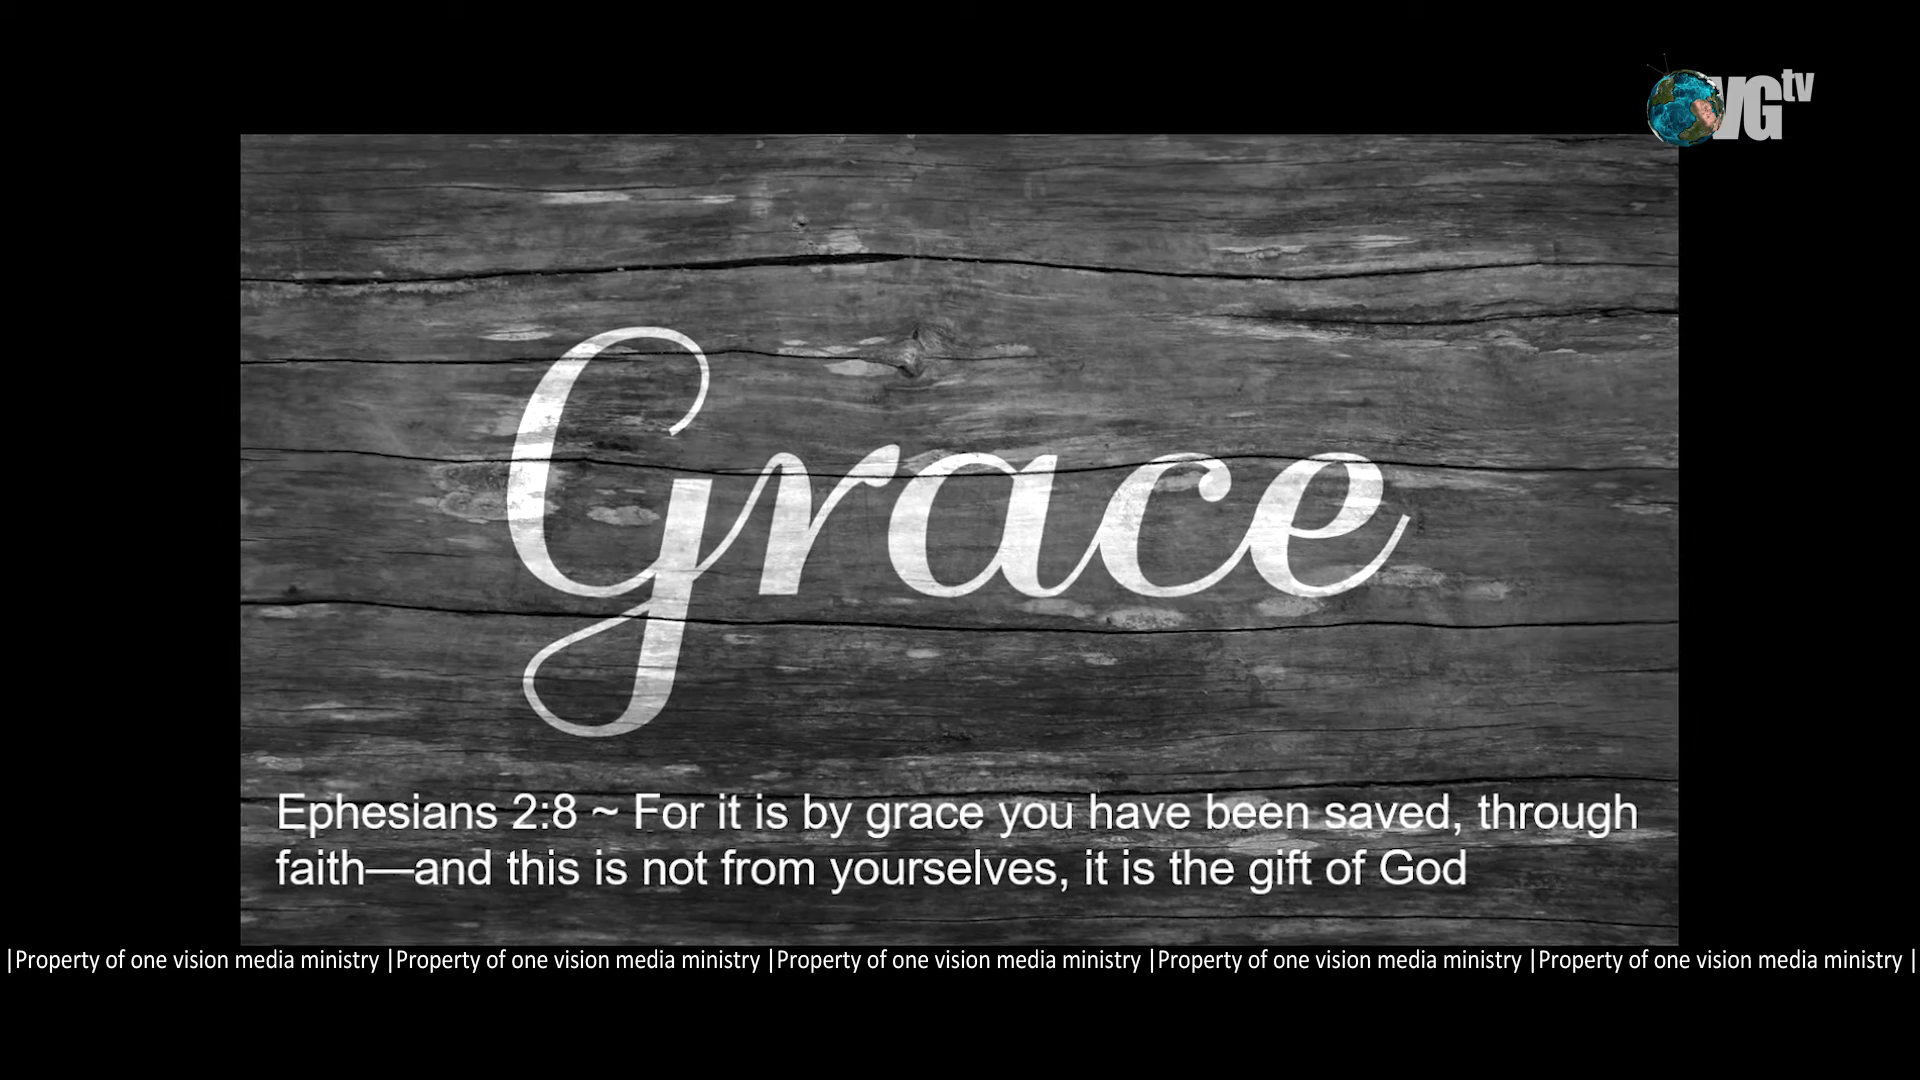 VGtv
Grace
Ephesians 2:8 ~ For it is by grace you have been saved, through
faith—and this is not from yourselves, it is the gift of God
|Property of one vision media ministry |Property of one vision media ministry |Property of one vision media ministry |Property of one vision media ministry |Property of one vision media ministry |